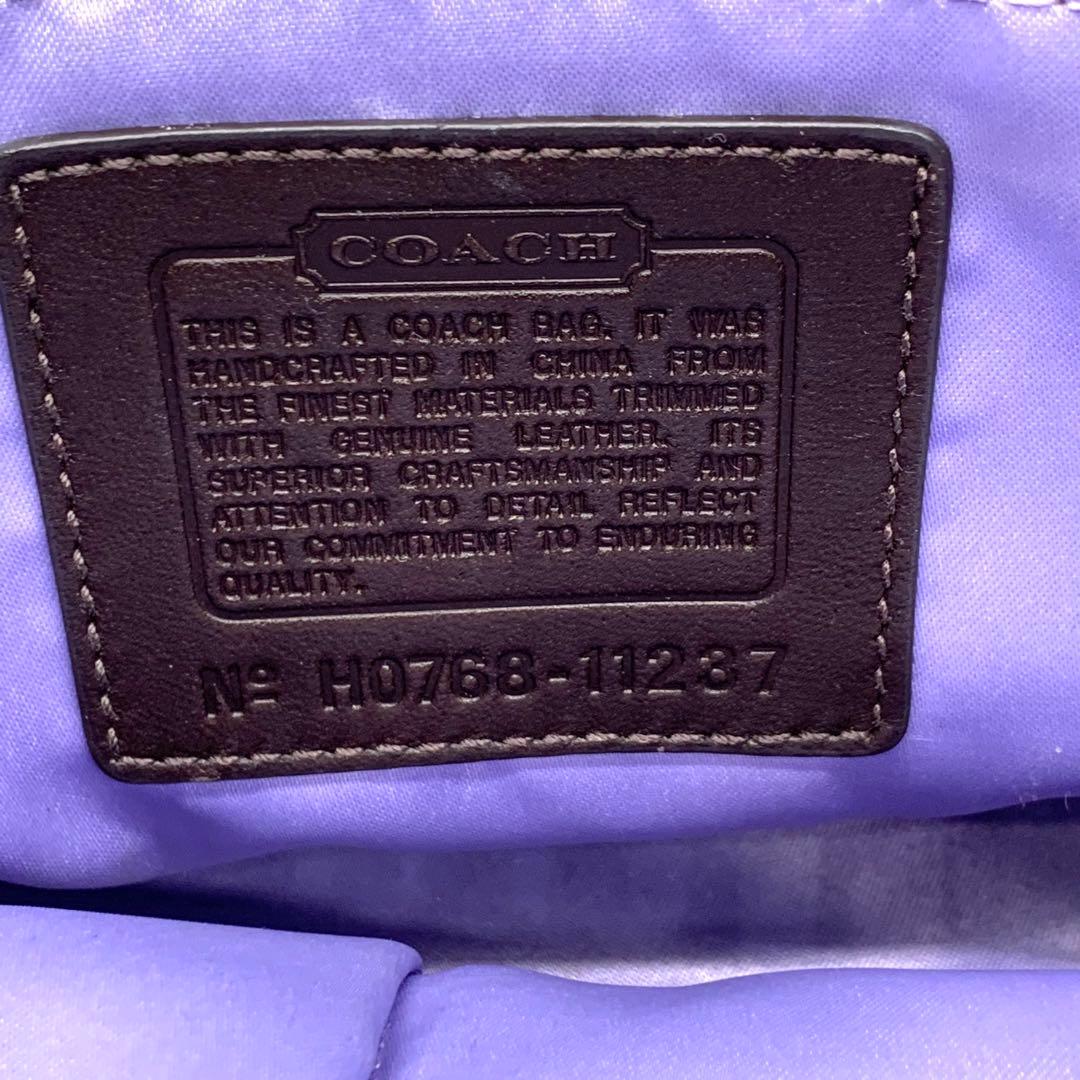 COACH
THIS IS A COACH BAG. IT WAS
HANDCRAFTED IN CHINA FROM
THE FINEST MATERIALS TRIMMED
WITH GENUINE LEATHER. ITS
SUPERIOR CRAFTSMANSHIP AND
ATTENTION TO DETAIL REFLECT
OUR COMMITMENT TO ENDURING
QUALITY.
Nº H0768-11237